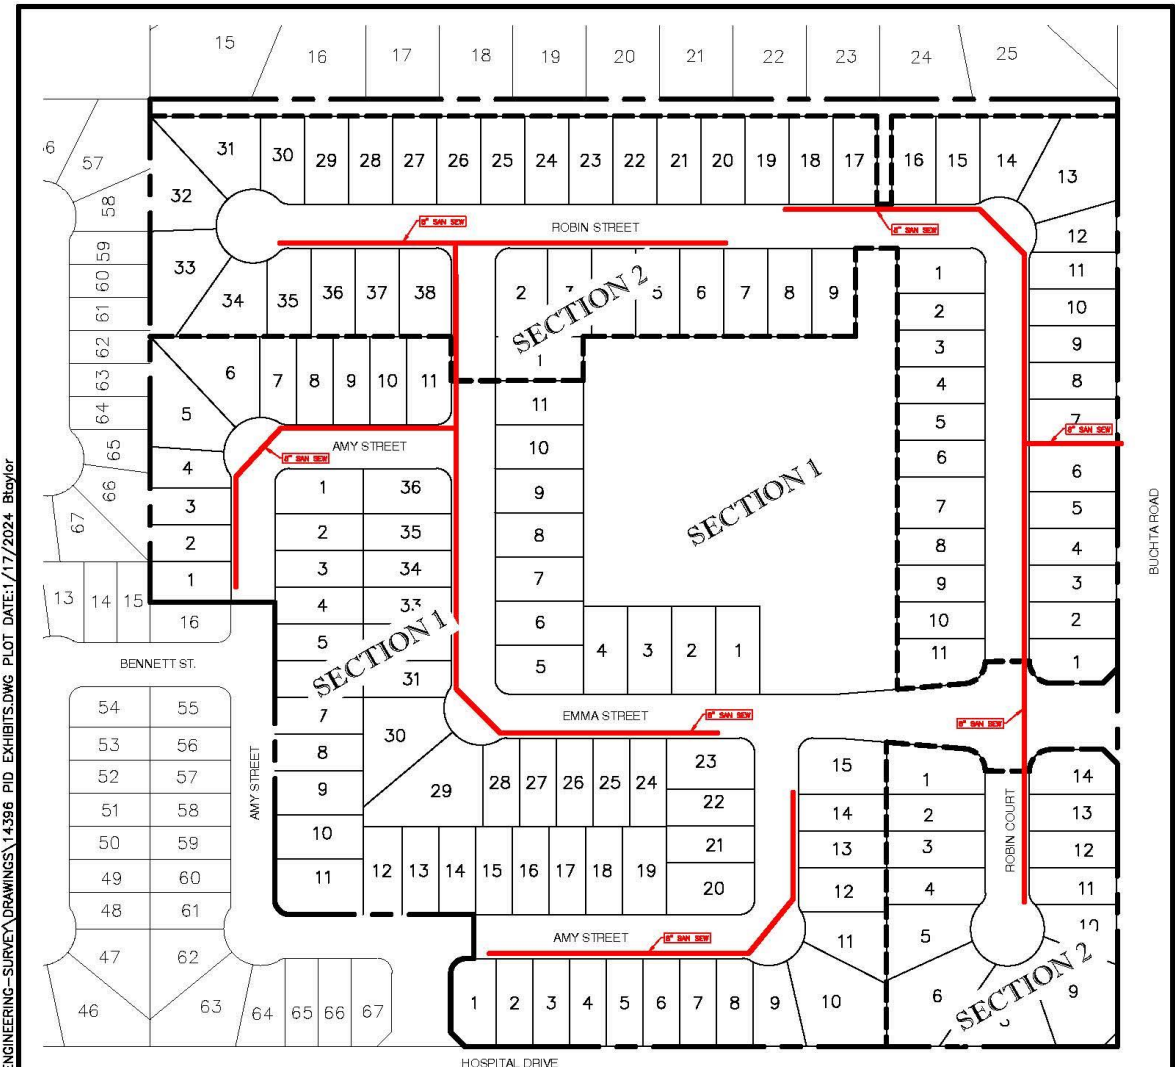 15 16 17 18 19 20 21 22 23 24 25
57
31 30 29 28 27 26 25 24 23 22 21 20 19 18 17 16 15 14 13
32
58
ROBIN STREET
8" SAN SEW
8" SAN SEW
12
59
33
11
60
34 35 36 37 38
2
5 6 7 8 9
1
SECTION 2
10
61
2
62
3
9
63
6 7 8 9 10 11
1
4
8
64
5
11
5
7
8" SAN SEW
65
AMY STREET
10
4
8" SAN SEW
6
6
66
3
1 36
9
SECTION 1
7
5
67
2
2 35
8
8
4
BUCHTA ROAD
1
3 34
7
9
3
13 14 15
4 33
6
4 3 2 1
10
2
16
5
SECTION 1
5
11
1
BENNETT ST.
31
54 55
7
30
EMMA STREET
8" SAN SEW
8" SAN SEW
53 56
8
23
15
1
14
52 57
9
29
28 27 26 25 24
22
14
2
13
51 58
AMY STREET
10
21
13
3
ROBIN COURT
12
50 59
11
12 13 14 15 16 17 18 19
20
12
4
11
49 60
48 61
AMY STREET
8" SAN SEW
11
5
10
47 62
46 63 64 65 66 67
1 2 3 4 5 6 7 8 9 10
6
SECTION 2
9
HOSPITAL DRIVE
ENGINEERING-SURVEY\DRAWINGS\14396 PID EXHIBITS.DWG PLOT DATE:1/17/2024 Btaylor